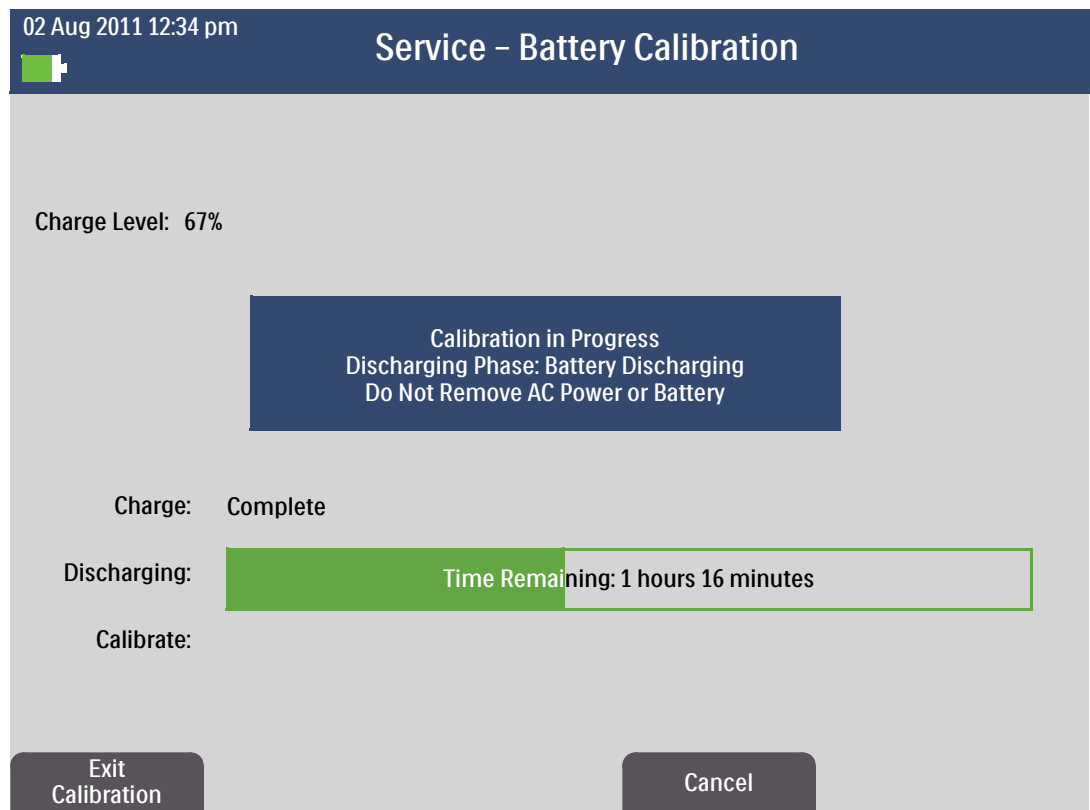 02 Aug 2011 12:34 pm
Service – Battery Calibration
Charge Level: 67%
Calibration in Progress
Discharging Phase: Battery Discharging
Do Not Remove AC Power or Battery
Charge: Complete
Discharging: Time Remaining: 1 hours 16 minutes
Calibrate:
Exit
Calibration
Cancel